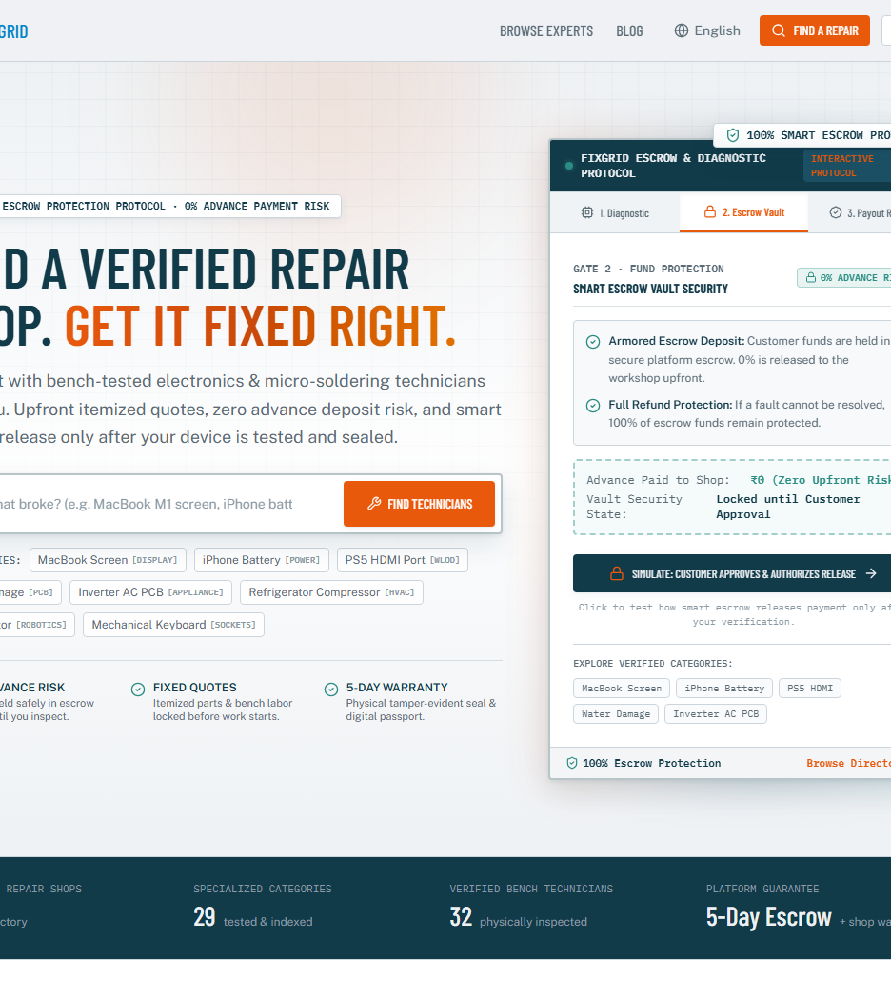 GRID
BROWSE EXPERTS
BLOG
English
FIND A REPAIR
100% SMART ESCROW PRO
FIXGRID ESCROW & DIAGNOSTIC
PROTOCOL
INTERACTIVE
PROTOCOL
ESCROW PROTECTION PROTOCOL · 0% ADVANCE PAYMENT RISK
D A VERIFIED REPAIR
OP. GET IT FIXED RIGHT.
t with bench-tested electronics & micro-soldering technicians
u. Upfront itemized quotes, zero advance deposit risk, and smart
release only after your device is tested and sealed.
hat broke? (e.g. MacBook M1 screen, iPhone batt
FIND TECHNICIANS
IES: MacBook Screen [DISPLAY] iPhone Battery [POWER] PS5 HDMI Port [WLOD]
mage [PCB] Inverter AC PCB [APPLIANCE] Refrigerator Compressor [HVAC]
tor [ROBOTICS] Mechanical Keyboard [SOCKETS]
VANCE RISK
eld safely in escrow
til you inspect.
FIXED QUOTES
Itemized parts & bench labor
locked before work starts.
5-DAY WARRANTY
Physical tamper-evident seal &
digital passport.
1. Diagnostic
2. Escrow Vault
3. Payout R
GATE 2 · FUND PROTECTION
SMART ESCROW VAULT SECURITY
0% ADVANCE RI
Armored Escrow Deposit: Customer funds are held in
secure platform escrow. 0% is released to the
workshop upfront.
Full Refund Protection: If a fault cannot be resolved,
100% of escrow funds remain protected.
Advance Paid to Shop: ₹0 (Zero Upfront Risk
Vault Security
State:
Locked until Customer
Approval
SIMULATE: CUSTOMER APPROVES & AUTHORIZES RELEASE
Click to test how smart escrow releases payment only af
your verification.
EXPLORE VERIFIED CATEGORIES:
MacBook Screen iPhone Battery PS5 HDMI
Water Damage Inverter AC PCB
100% Escrow Protection
Browse Directo
REPAIR SHOPS
ctory
SPECIALIZED CATEGORIES
29 tested & indexed
VERIFIED BENCH TECHNICIANS
32 physically inspected
PLATFORM GUARANTEE
5-Day Escrow + shop wa